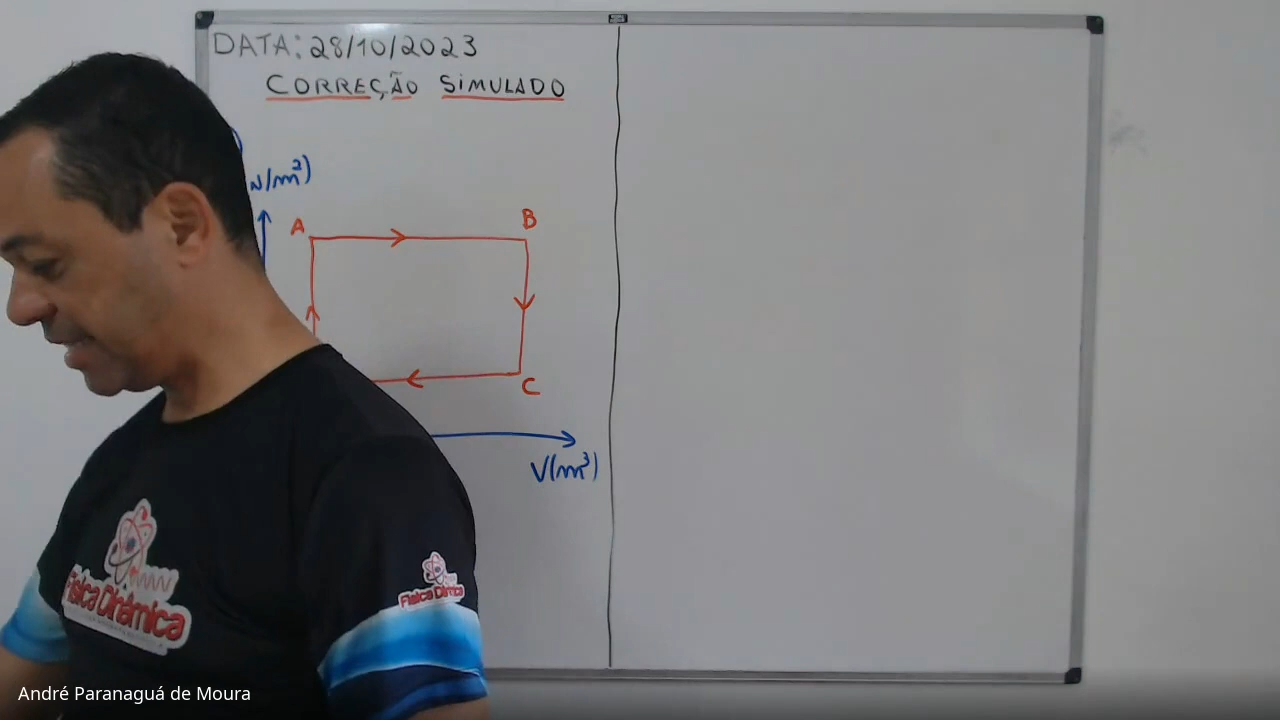 DATA: 28/10/2023
CORREÇÃO SIMULADO
N/m²)
A
B
C
V(m³)
Física Dinâmica
Física Dinâmica
André Paranaguá de Moura